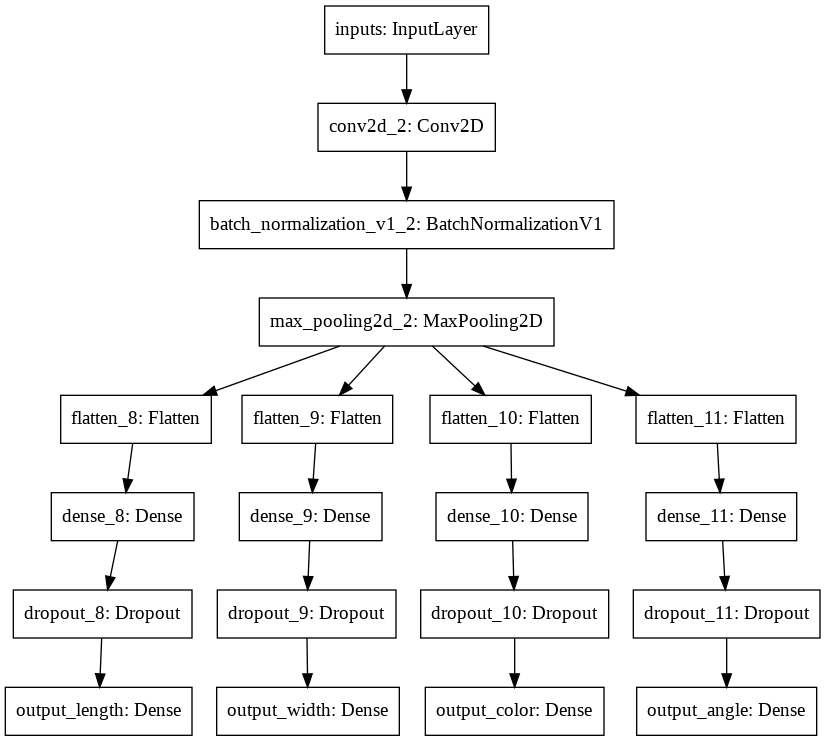 inputs: InputLayer
conv2d_2: Conv2D
batch_normalization_v1_2: BatchNormalizationV1
max_pooling2d_2: MaxPooling2D
flatten_8: Flatten
flatten_9: Flatten
flatten_10: Flatten
flatten_11: Flatten
dense_8: Dense
dense_9: Dense
dense_10: Dense
dense_11: Dense
dropout_8: Dropout
dropout_9: Dropout
dropout_10: Dropout
dropout_11: Dropout
output_length: Dense
output_width: Dense
output_color: Dense
output_angle: Dense